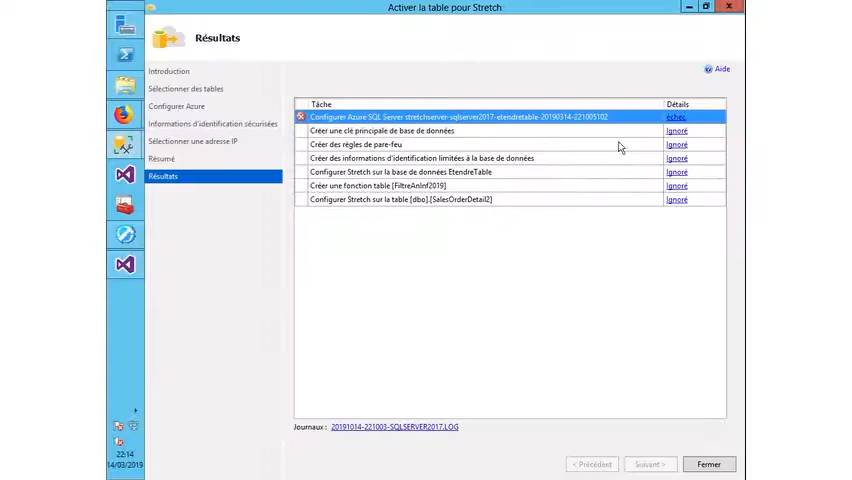 Activer la table pour Stretch
Résultats
Aide
Introduction
Sélectionner des tables
Configurer Azure
Informations d'identification sécurisées
Sélectionner une adresse IP
Résumé
Résultats
Tâche Détails
Configurer Azure SQL Server stretchserver-sqlserver2017-etendretable-20190314-221005102 échec
Créer une clé principale de base de données Ignoré
Créer des règles de pare-feu Ignoré
Créer des informations d'identification limitées à la base de données Ignoré
Configurer Stretch sur la base de données EtendreTable Ignoré
Créer une fonction table [FiltreAnInf2019] Ignoré
Configurer Stretch sur la table [dbo].[SalesOrderDetail2] Ignoré
Journaux : 20191014-221003-SQLSERVER2017.LOG
< Précédent Suivant > Fermer
22:14
14/03/2019